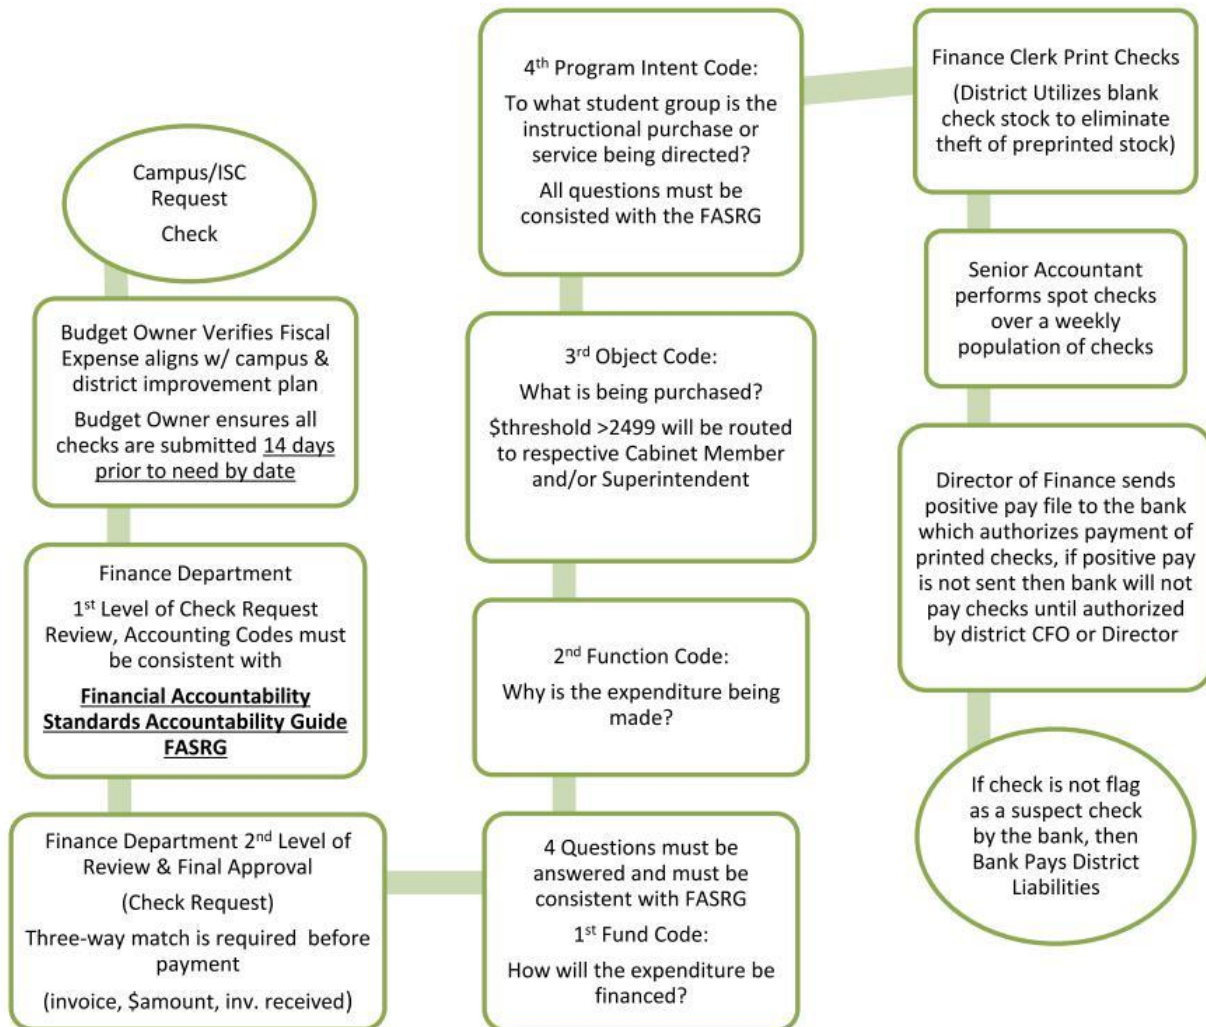 Campus/ISC
Request
Check
Budget Owner Verifies Fiscal
Expense aligns w/ campus &
district improvement plan
Budget Owner ensures all
checks are submitted 14 days
prior to need by date
Finance Department
1st Level of Check Request
Review, Accounting Codes must
be consistent with
Financial Accountability
Standards Accountability Guide
FASRG
Finance Department 2nd Level of
Review & Final Approval
(Check Request)
Three-way match is required before
payment
(invoice, $amount, inv. received)
4 Questions must be
answered and must be
consistent with FASRG
1st Fund Code:
How will the expenditure be
financed?
2nd Function Code:
Why is the expenditure being
made?
3rd Object Code:
What is being purchased?
$threshold >2499 will be routed
to respective Cabinet Member
and/or Superintendent
4th Program Intent Code:
To what student group is the
instructional purchase or
service being directed?
All questions must be
consisted with the FASRG
Finance Clerk Print Checks
(District Utilizes blank
check stock to eliminate
theft of preprinted stock)
Senior Accountant
performs spot checks
over a weekly
population of checks
Director of Finance sends
positive pay file to the bank
which authorizes payment of
printed checks, if positive pay
is not sent then bank will not
pay checks until authorized
by district CFO or Director
If check is not flag
as a suspect check
by the bank, then
Bank Pays District
Liabilities